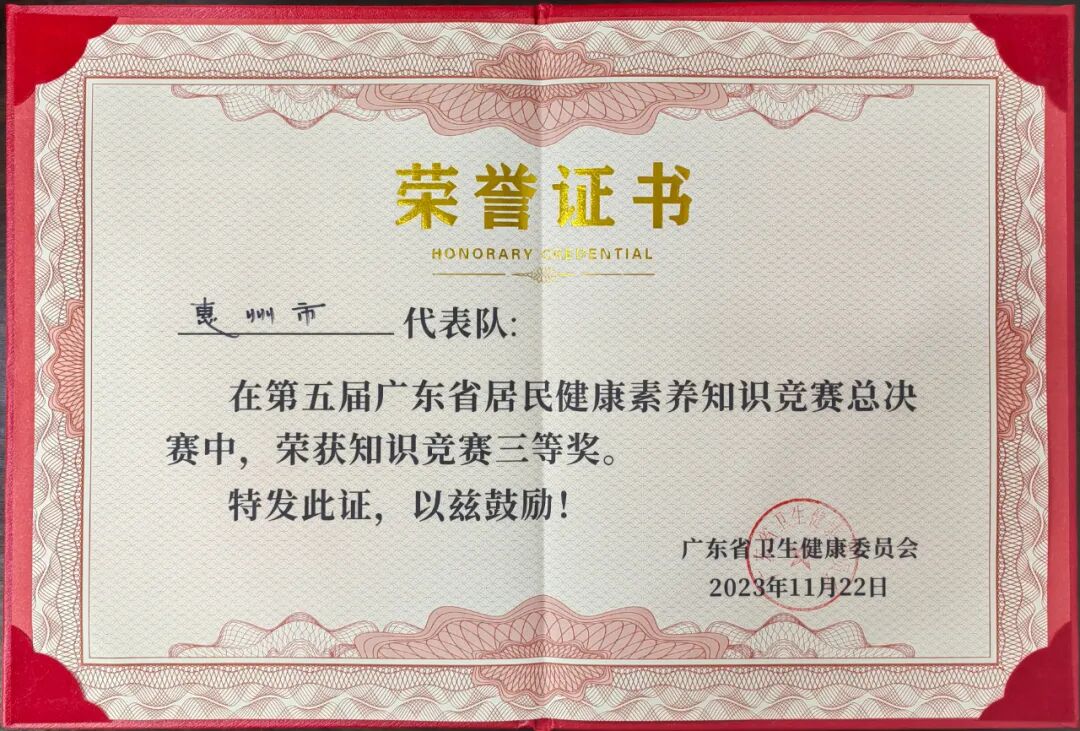 荣誉证书
HONORARY CREDENTIAL
惠州市代表队:
在第五届广东省居民健康素养知识竞赛总决
赛中，荣获知识竞赛三等奖。
特发此证，以兹鼓励！
广东省卫生健康委员会
2023年11月22日